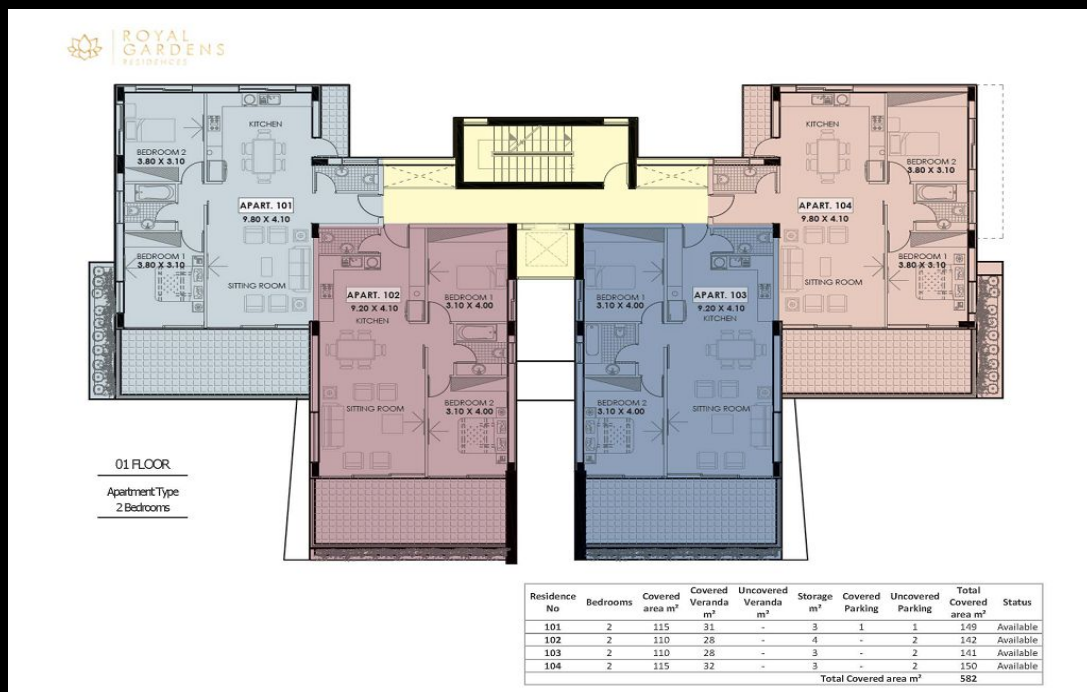 ROYAL
GARDENS
RESIDENCES
KITCHEN
BEDROOM 2
3.80 X 3.10
APART. 101
9.80 X 4.10
BEDROOM 1
3.80 X 3.10
SITTING ROOM
APART. 102
9.20 X 4.10
KITCHEN
BEDROOM 1
3.10 X 4.00
SITTING ROOM
BEDROOM 2
3.10 X 4.00
BEDROOM 1
3.10 X 4.00
APART. 103
9.20 X 4.10
KITCHEN
BEDROOM 2
3.10 X 4.00
SITTING ROOM
KITCHEN
BEDROOM 2
3.80 X 3.10
APART. 104
9.80 X 4.10
BEDROOM 1
3.80 X 3.10
SITTING ROOM
01 FLOOR
Apartment Type
2 Bedrooms
Residence No Bedrooms Covered area m² Covered Veranda m² Uncovered Veranda m² Storage m² Covered Parking Uncovered Parking Total Covered area m² Status
101 2 115 31 - 3 1 1 149 Available
102 2 110 28 - 4 - 2 142 Available
103 2 110 28 - 3 - 2 141 Available
104 2 115 32 - 3 - 2 150 Available
Total Covered area m² 582